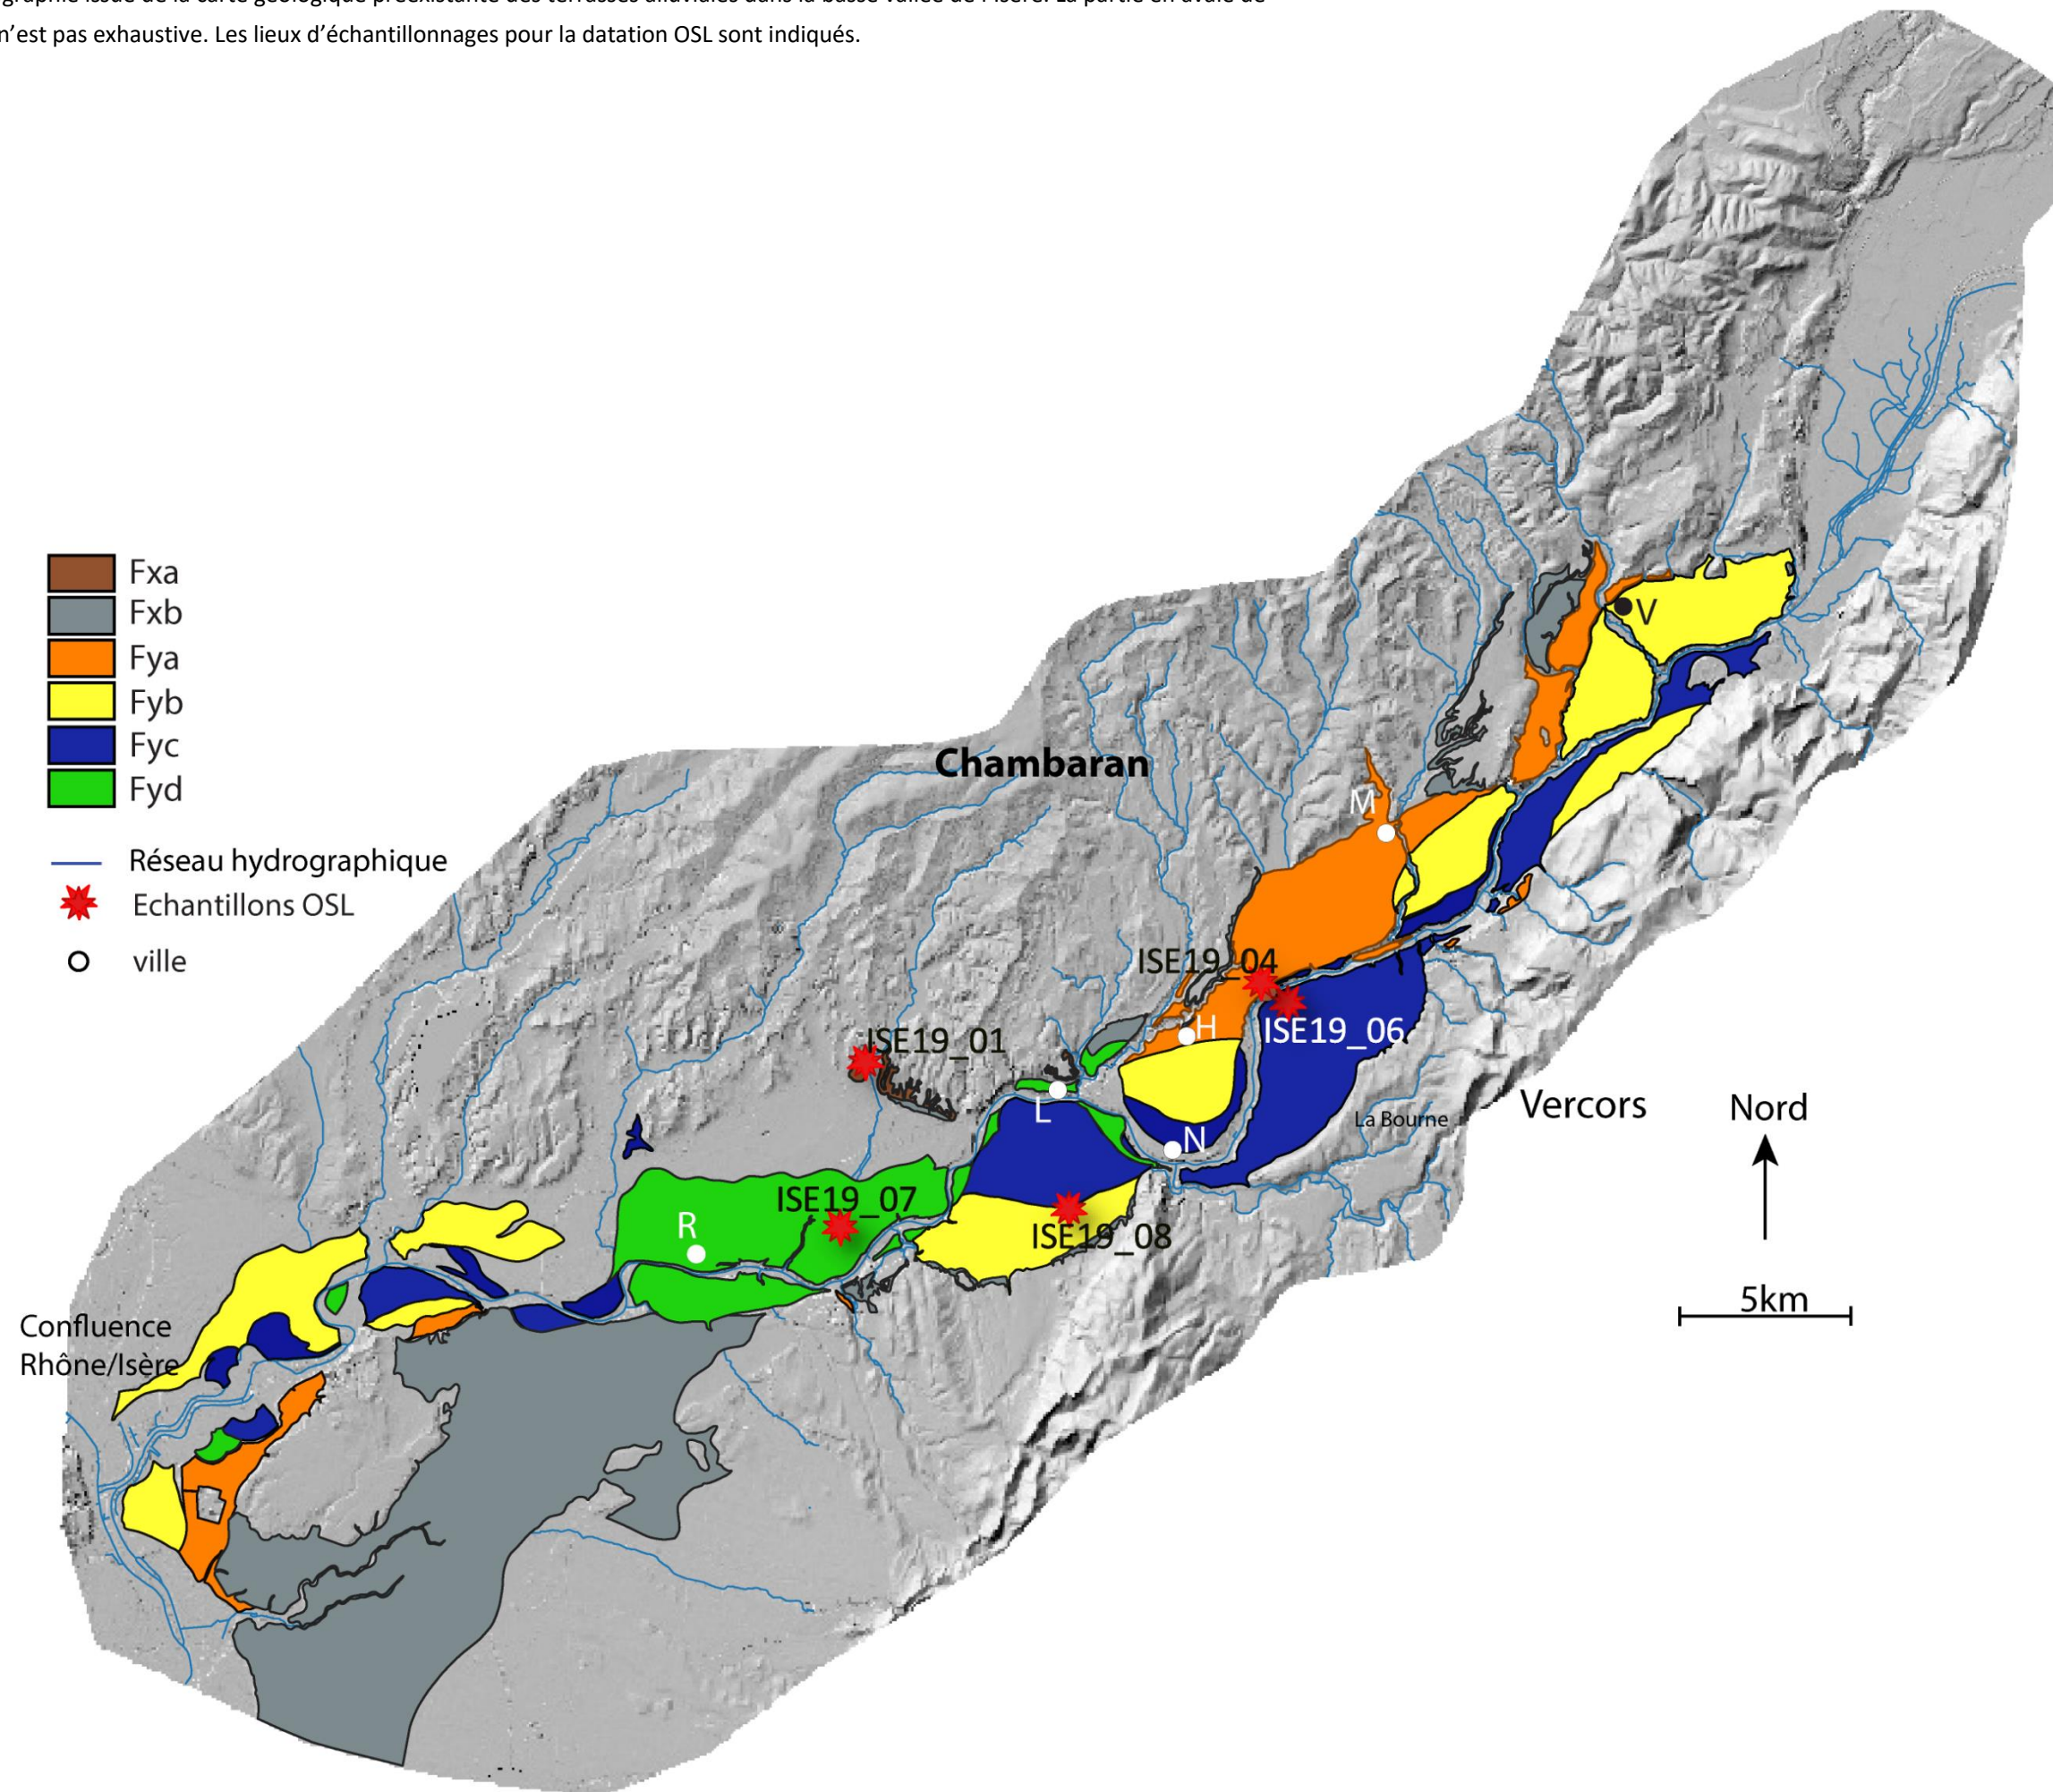 n'est pas exhaustive. Les lieux d'échantillonnages pour la datation OSL sont indiqués.
Fxa
Fxb
Fya
Fyb
Fyc
Fyd
Réseau hydrographique
Echantillons OSL
ville
Chambaran
V
M
ISE19_04
H
ISE19_06
ISE19_01
L
N
La Bourne
Vercors
Nord
5km
ISE19_07
R
ISE19_08
Confluence
Rhône/Isère